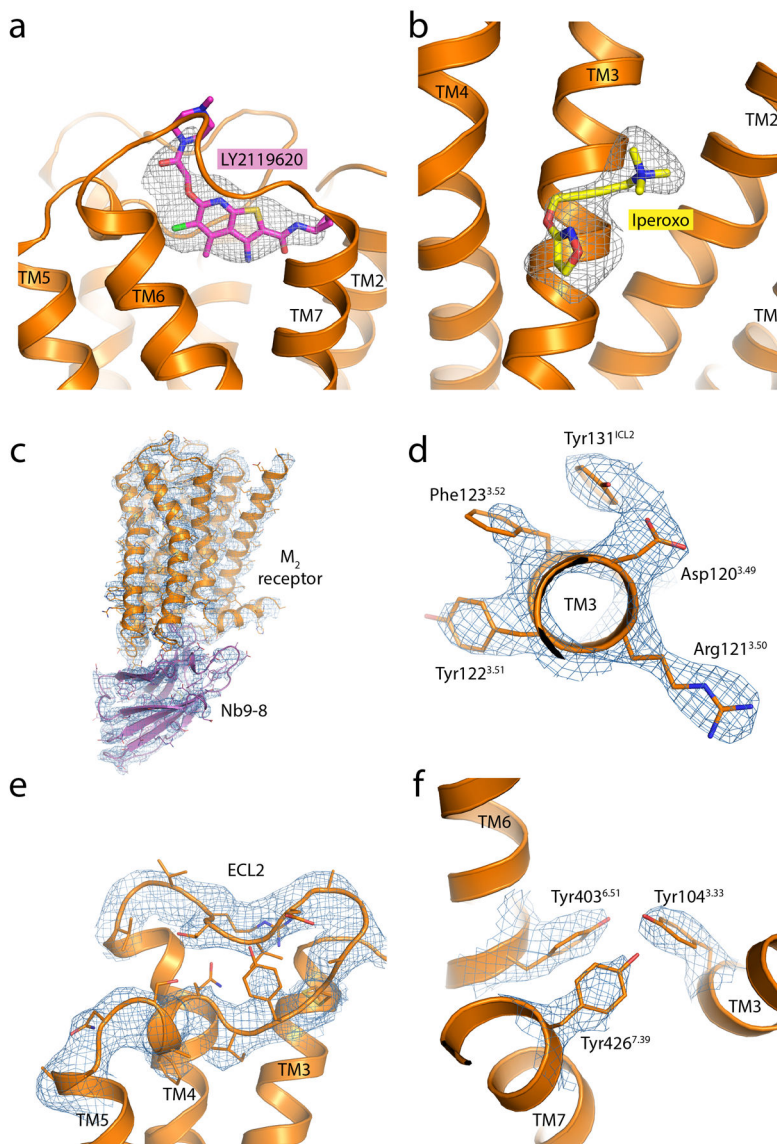 a
LY2119620
TM5
TM6
TM7
TM2
b
TM4
TM3
TM2
Iperoxo
TM
c
M₂
receptor
Nb9-8
d
Tyr131ᴵᶜᴸ²
Phe123³·⁵²
Asp120³·⁴⁹
TM3
Arg121³·⁵⁰
Tyr122³·⁵¹
e
ECL2
TM3
TM4
TM5
f
TM6
Tyr403⁶·⁵¹
Tyr104³·³³
TM3
Tyr426⁷·³⁹
TM7